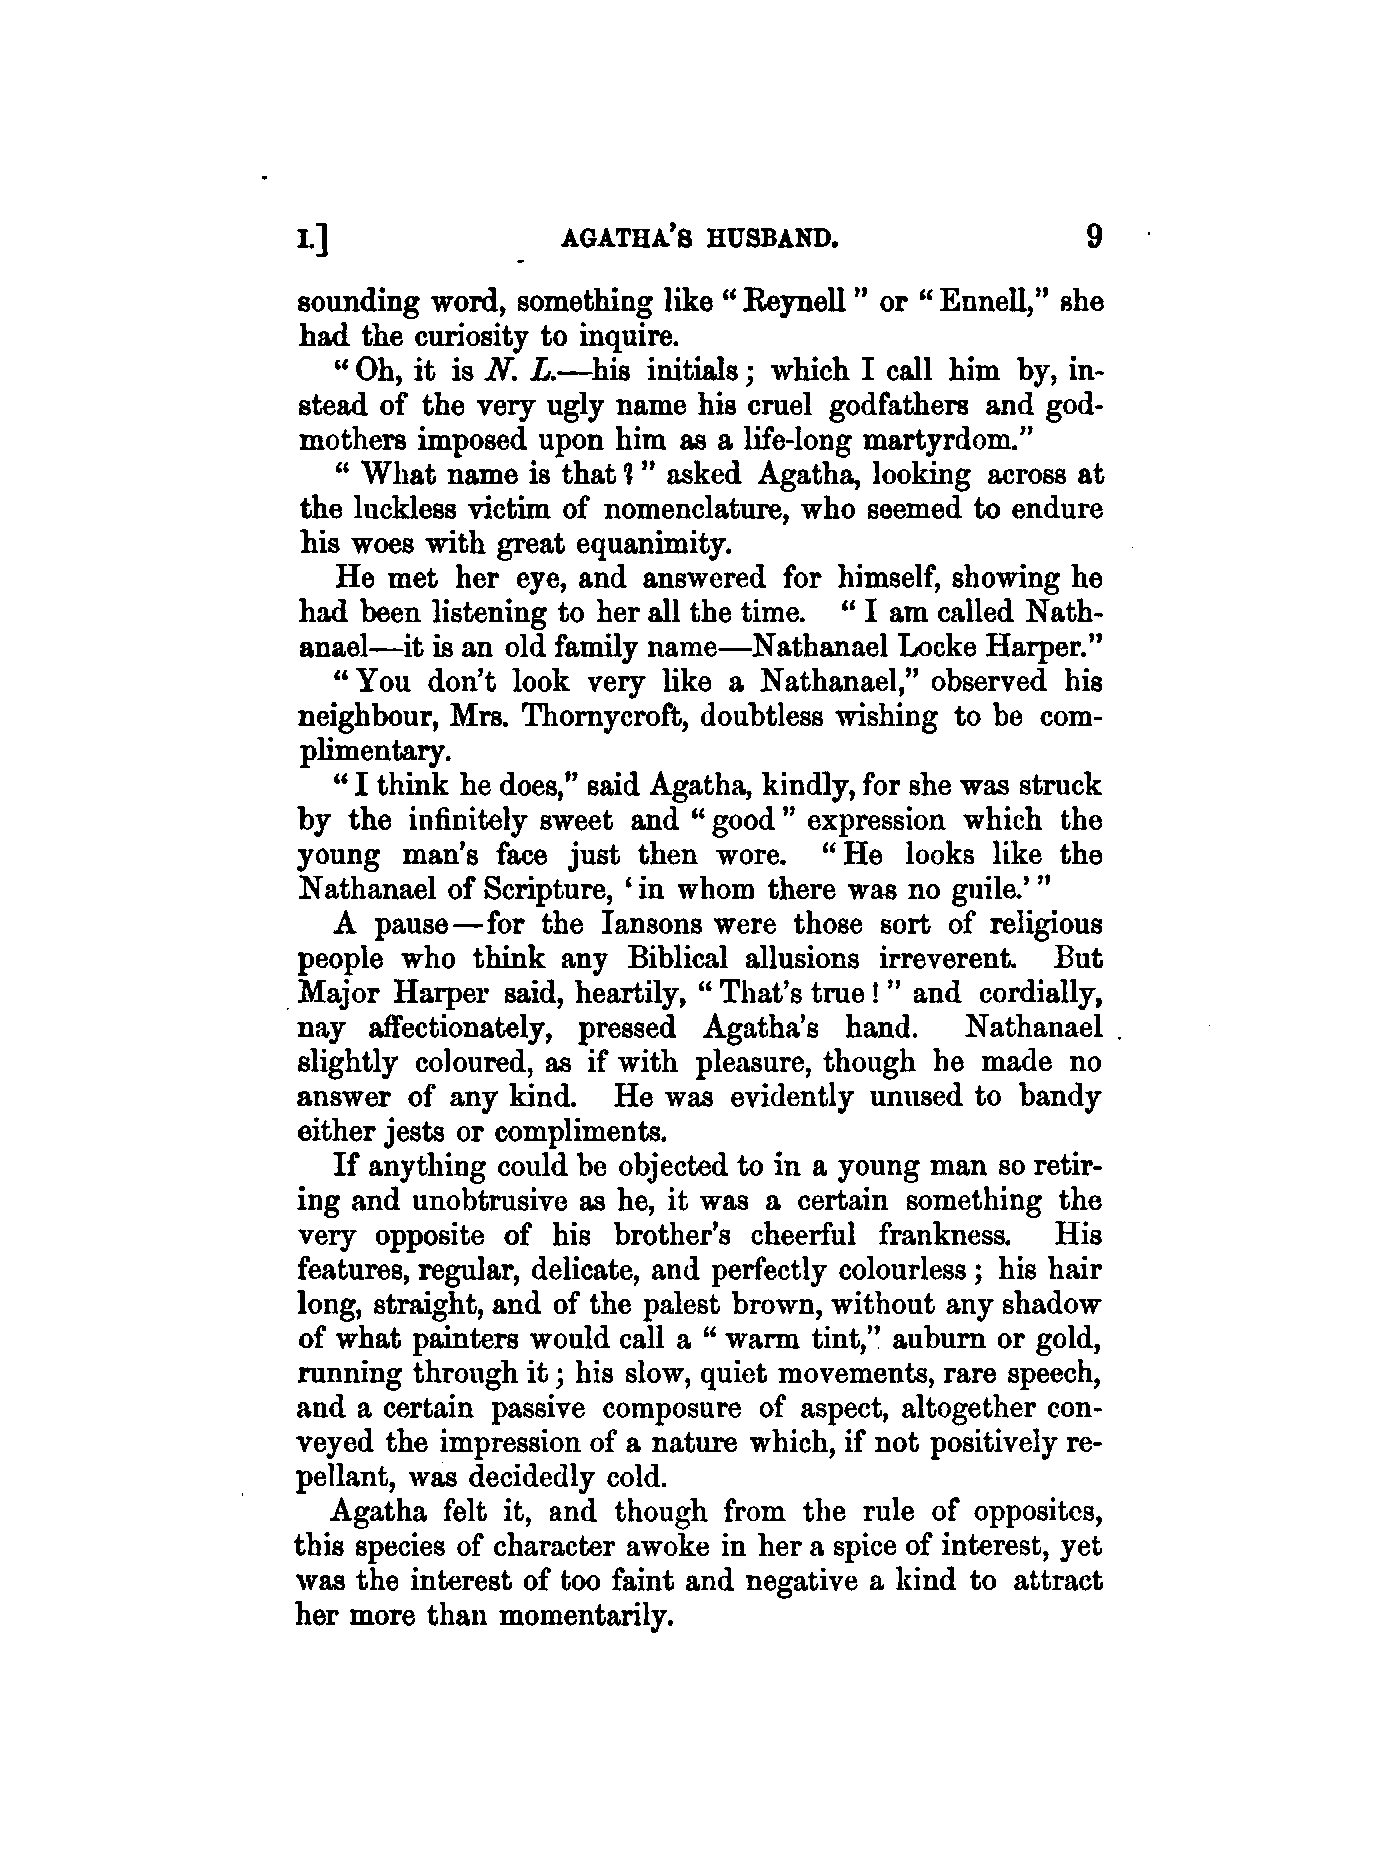 I.] AGATHA'S HUSBAND. 9
sounding word, something like "Reynell" or "Ennell," she
had the curiosity to inquire.
"Oh, it is N. L.—his initials; which I call him by, in-
stead of the very ugly name his cruel godfathers and god-
mothers imposed upon him as a life-long martyrdom."
"What name is that?" asked Agatha, looking across at
the luckless victim of nomenclature, who seemed to endure
his woes with great equanimity.
He met her eye, and answered for himself, showing he
had been listening to her all the time. "I am called Nath-
anael—it is an old family name—Nathanael Locke Harper."
"You don't look very like a Nathanael," observed his
neighbour, Mrs. Thornycroft, doubtless wishing to be com-
plimentary.
"I think he does," said Agatha, kindly, for she was struck
by the infinitely sweet and "good" expression which the
young man's face just then wore. "He looks like the
Nathanael of Scripture, 'in whom there was no guile.'"
A pause—for the Iansons were those sort of religious
people who think any Biblical allusions irreverent. But
Major Harper said, heartily, "That's true!" and cordially,
nay affectionately, pressed Agatha's hand. Nathanael
slightly coloured, as if with pleasure, though he made no
answer of any kind. He was evidently unused to bandy
either jests or compliments.
If anything could be objected to in a young man so retir-
ing and unobtrusive as he, it was a certain something the
very opposite of his brother's cheerful frankness. His
features, regular, delicate, and perfectly colourless; his hair
long, straight, and of the palest brown, without any shadow
of what painters would call a "warm tint," auburn or gold,
running through it; his slow, quiet movements, rare speech,
and a certain passive composure of aspect, altogether con-
veyed the impression of a nature which, if not positively re-
pellant, was decidedly cold.
Agatha felt it, and though from the rule of opposites,
this species of character awoke in her a spice of interest, yet
was the interest of too faint and negative a kind to attract
her more than momentarily.